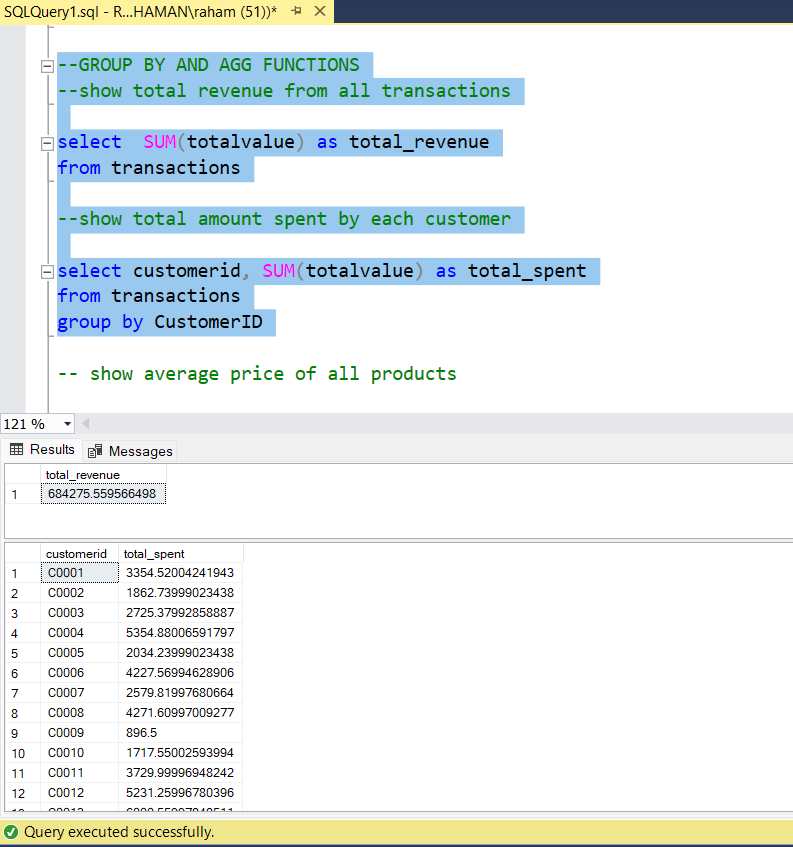 SQLQuery1.sql - R...HAMAN\raham (51))*
--GROUP BY AND AGG FUNCTIONS
--show total revenue from all transactions
select  SUM(totalvalue) as total_revenue
from transactions
--show total amount spent by each customer
select customerid, SUM(totalvalue) as total_spent
from transactions
group by CustomerID
-- show average price of all products
121 %
Results Messages
total_revenue
1 684275.559566498
customerid total_spent
1 C0001 3354.52004241943
2 C0002 1862.73999023438
3 C0003 2725.37992858887
4 C0004 5354.88006591797
5 C0005 2034.23999023438
6 C0006 4227.56994628906
7 C0007 2579.81997680664
8 C0008 4271.60997009277
9 C0009 896.5
10 C0010 1717.55002593994
11 C0011 3729.99996948242
12 C0012 5231.25996780396
Query executed successfully.